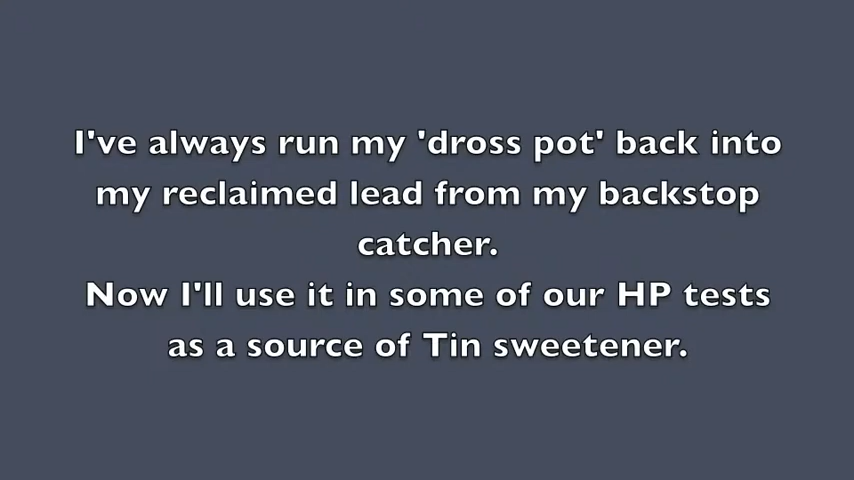 I've always run my 'dross pot' back into
my reclaimed lead from my backstop
catcher.
Now I'll use it in some of our HP tests
as a source of Tin sweetener.